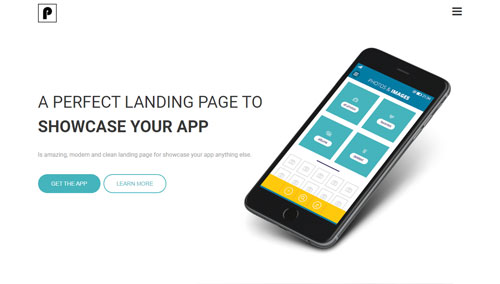 P
A PERFECT LANDING PAGE TO
SHOWCASE YOUR APP
Is amazing, modern and clean landing page for showcase your app anything else.
GET THE APP
LEARN MORE
PHOTOS & IMAGES